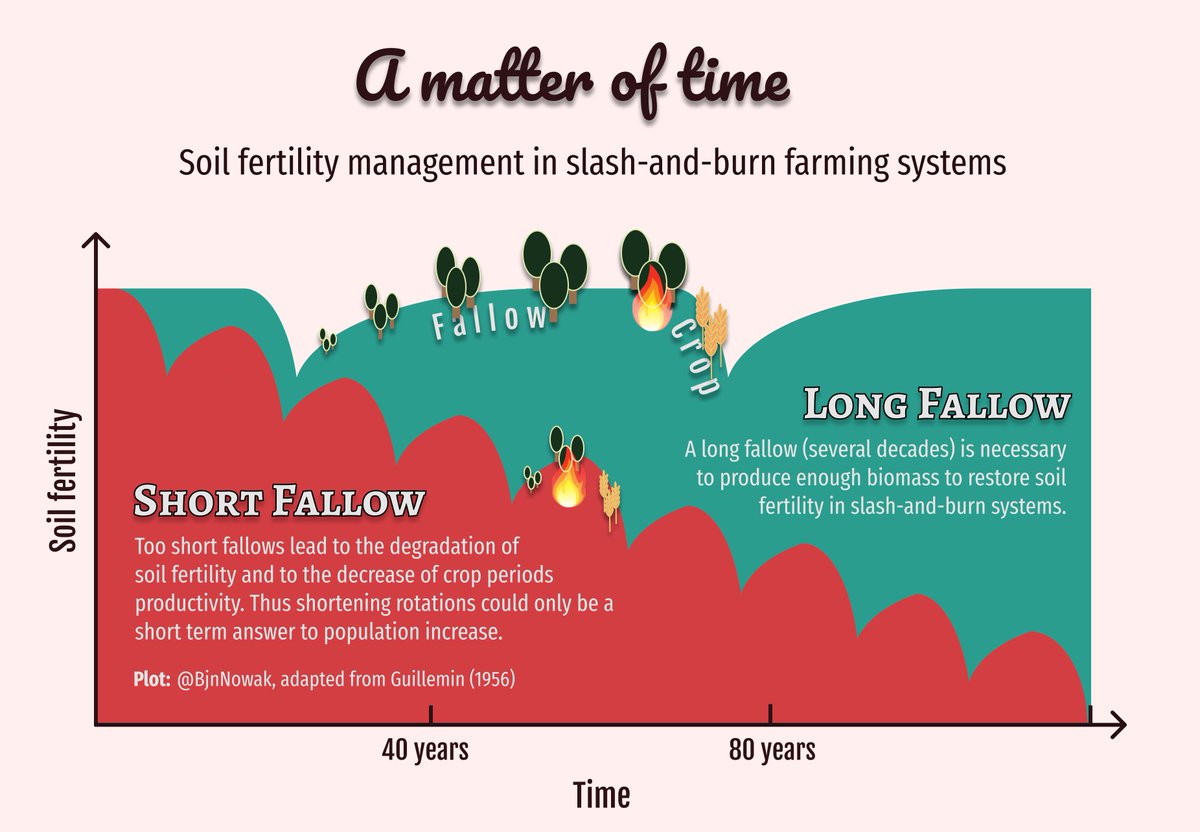 A matter of time
Soil fertility management in slash-and-burn farming systems
Soil fertility
Fallow
Crop
LONG FALLOW
A long fallow (several decades) is necessary
to produce enough biomass to restore soil
fertility in slash-and-burn systems.
SHORT FALLOW
Too short fallows lead to the degradation of
soil fertility and to the decrease of crop periods
productivity. Thus shortening rotations could only be a
short term answer to population increase.
Plot: @BjnNowak, adapted from Guillemin (1956)
40 years
80 years
Time